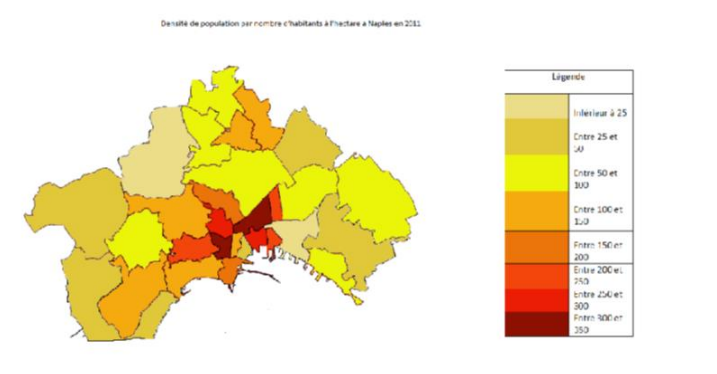 Densité de population par nombre d'habitants à l'hectare a Naples en 2011
Légende
Inférieur à 25
Entre 25 et
50
Entre 50 et
100
Entre 100 et
150
Entre 150 et
200
Entre 200 et
250
Entre 250 et
300
Entre 300 et
350